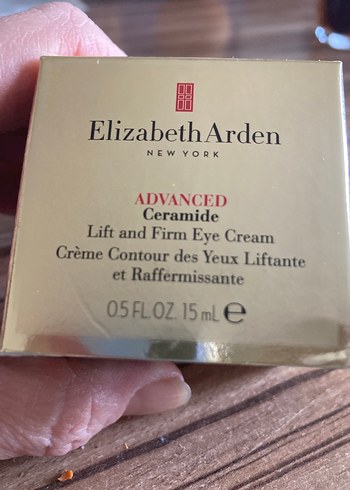 Elizabeth Arden
NEW YORK
ADVANCED
Ceramide
Lift and Firm Eye Cream
Crème Contour des Yeux Liftante
et Raffermissante
0.5 FL.OZ. 15 mL ℮